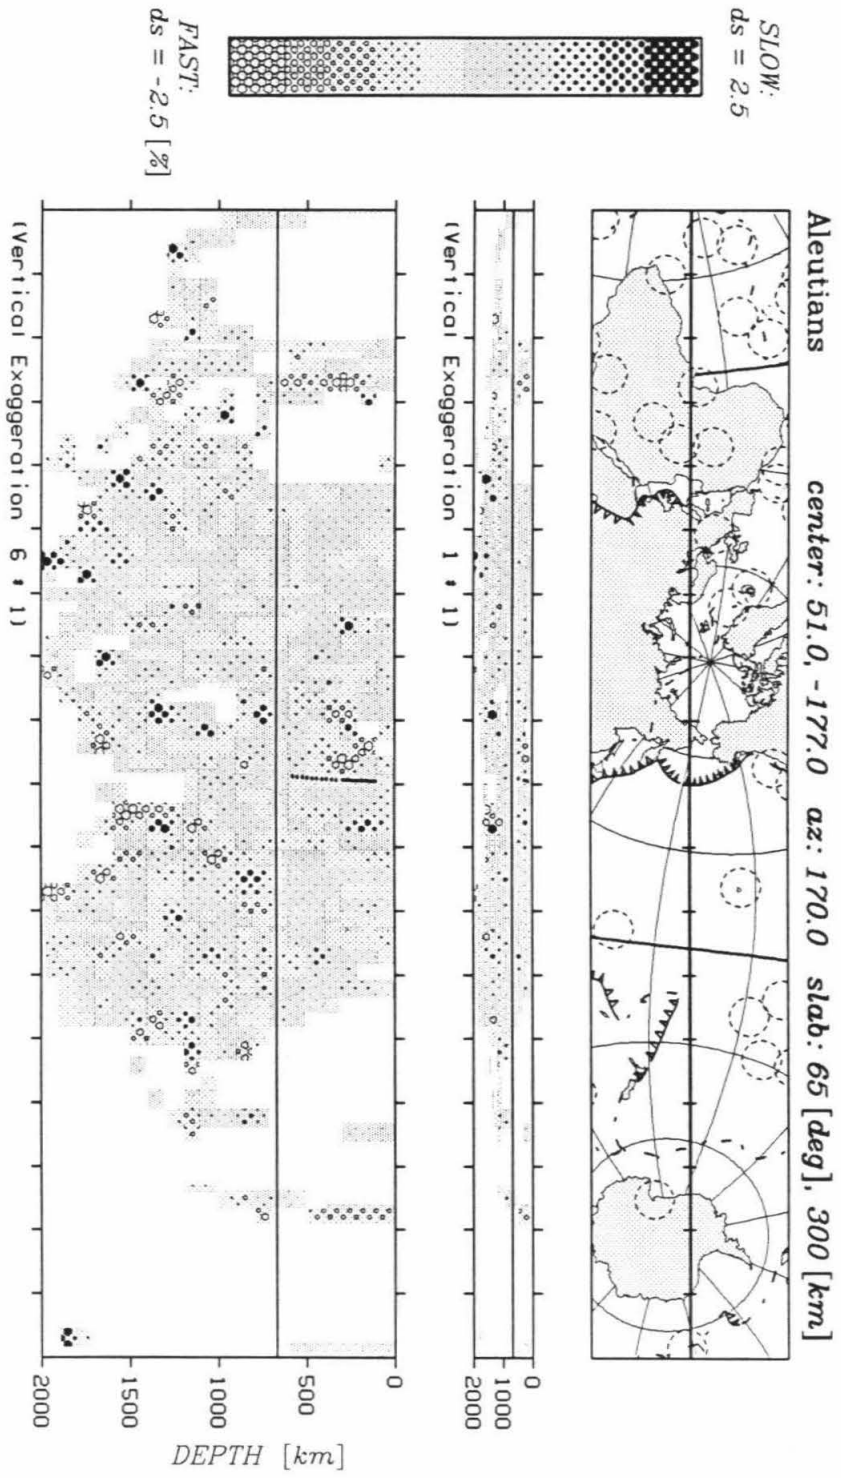 Aleutians center: 51.0, -177.0 az: 170.0 slab: 65 [deg], 300 [km]
SLOW:
ds = 2.5
FAST:
ds = -2.5 [%]
0
1000
2000
(Vertical Exaggeration 1 * 1)
0
500
1000
1500
2000
DEPTH [km]
(Vertical Exaggeration 6 * 1)